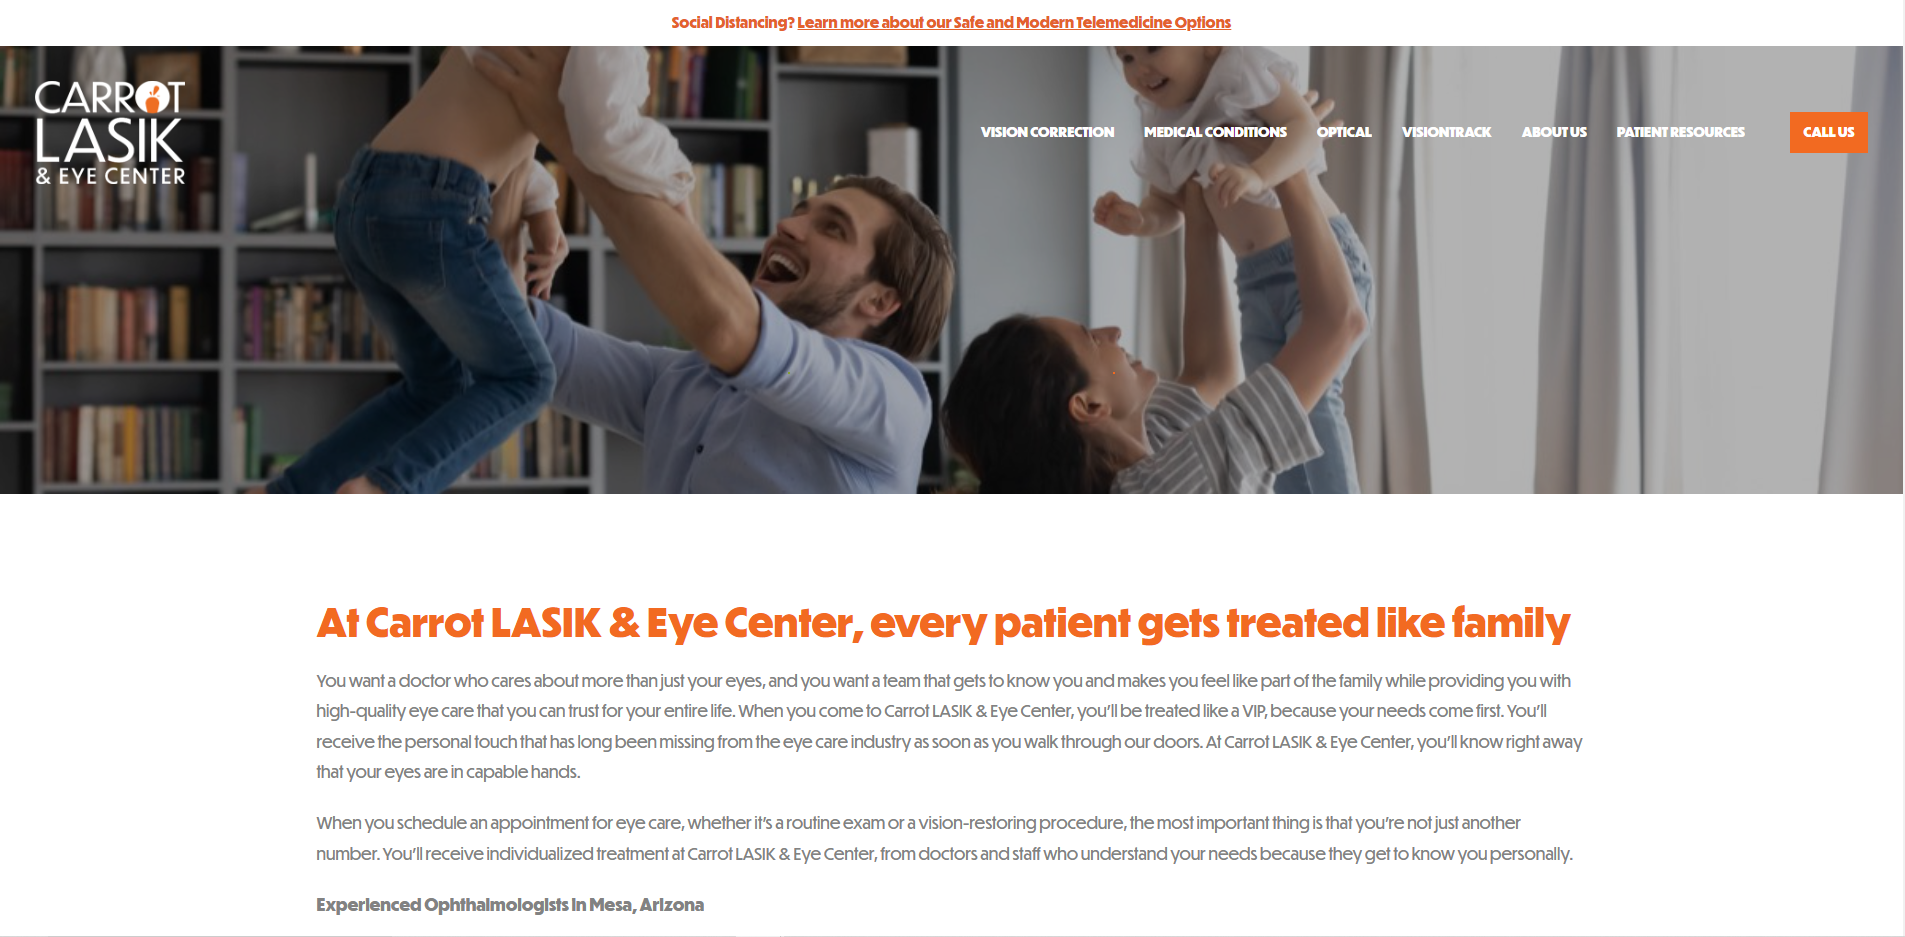 Social Distancing? Learn more about our Safe and Modern Telemedicine Options
CARROT
LASIK
& EYE CENTER
VISION CORRECTION MEDICAL CONDITIONS OPTICAL VISIONTRACK ABOUT US PATIENT RESOURCES CALL US
At Carrot LASIK & Eye Center, every patient gets treated like family
You want a doctor who cares about more than just your eyes, and you want a team that gets to know you and makes you feel like part of the family while providing you with
high-quality eye care that you can trust for your entire life. When you come to Carrot LASIK & Eye Center, you'll be treated like a VIP, because your needs come first. You'll
receive the personal touch that has long been missing from the eye care industry as soon as you walk through our doors. At Carrot LASIK & Eye Center, you'll know right away
that your eyes are in capable hands.
When you schedule an appointment for eye care, whether it's a routine exam or a vision-restoring procedure, the most important thing is that you're not just another
number. You'll receive individualized treatment at Carrot LASIK & Eye Center, from doctors and staff who understand your needs because they get to know you personally.
Experienced Ophthalmologists in Mesa, Arizona